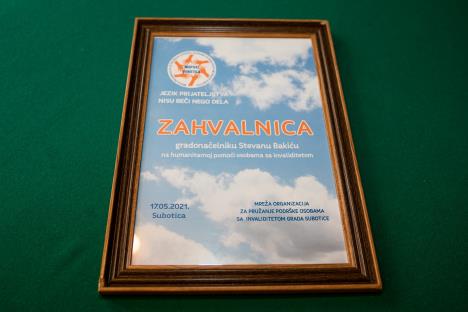 JEZIK PRIJATELJSTVA
NISU REČI NEGO DELA
ZAHVALNICA
gradonačelniku Stevanu Bakiću
na humanitarnoj pomoći osobama sa invaliditetom
17.05.2021.
Subotica
MREŽA ORGANIZACIJA
ZA PRUŽANJE PODRŠKE OSOBAMA
SA INVALIDITETOM GRADA SUBOTICE